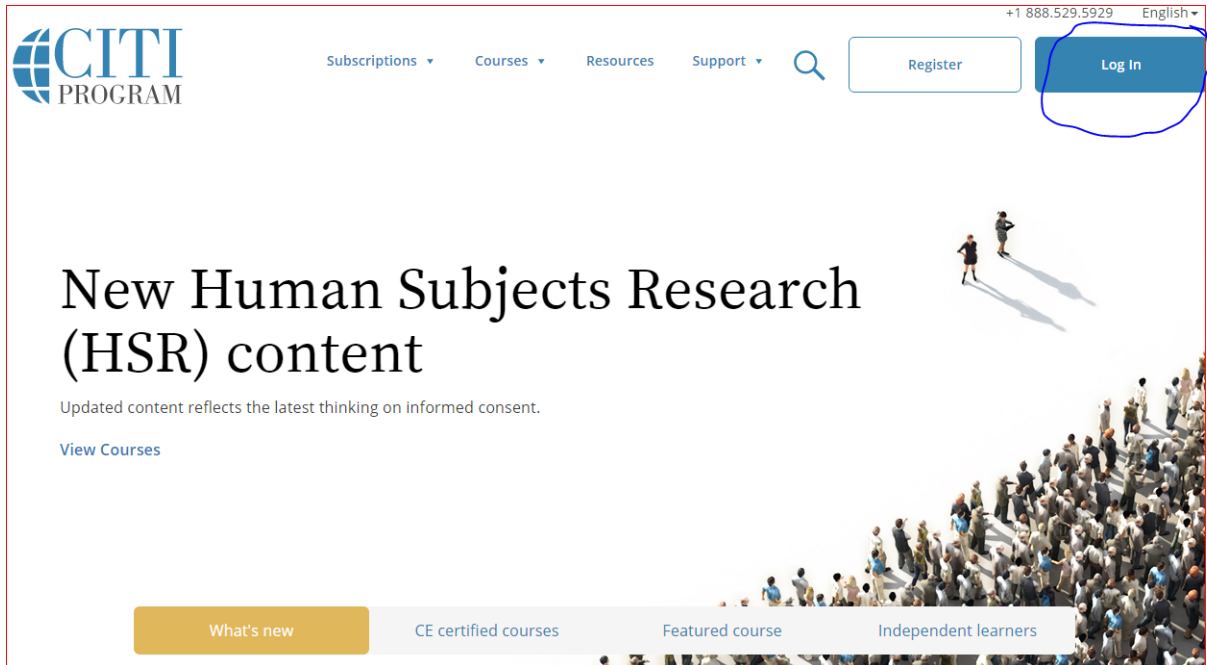 +1 888.529.5929 English
CITI
PROGRAM
Subscriptions Courses Resources Support Register Log In
New Human Subjects Research
(HSR) content
Updated content reflects the latest thinking on informed consent.
View Courses
What's new CE certified courses Featured course Independent learners